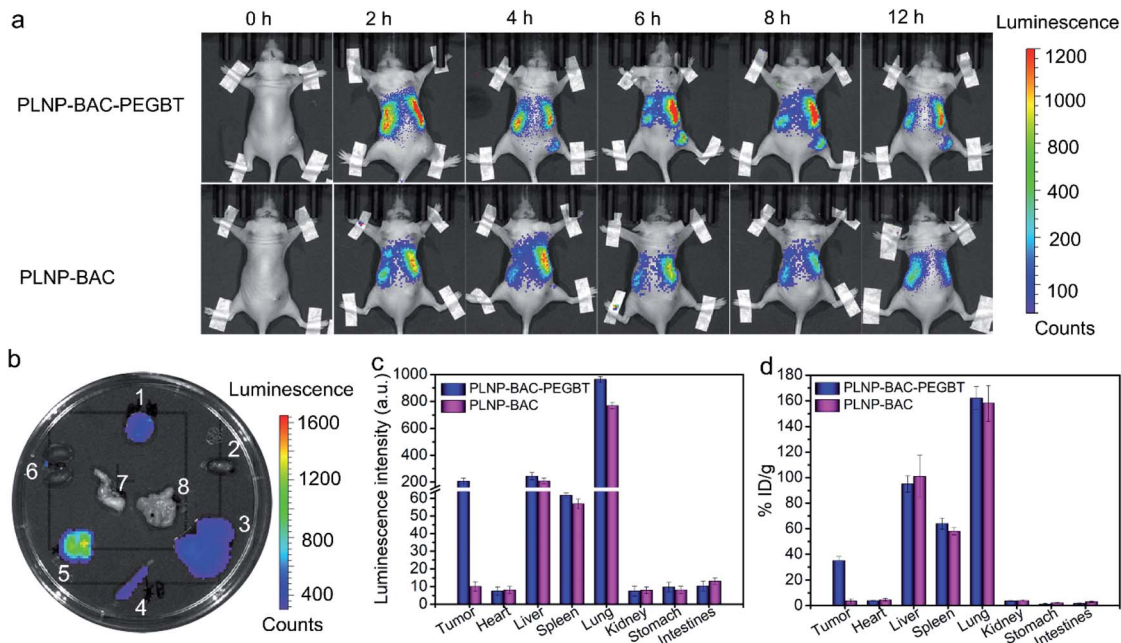 a
0 h 2 h 4 h 6 h 8 h 12 h
Luminescence
PLNP-BAC-PEGBT
PLNP-BAC
1200
1000
800
600
400
200
100
Counts
b
1
2
3
4
5
6
7
8
Luminescence
1600
1200
800
400
Counts
c
Luminescence intensity (a.u.)
1000
800
600
400
200
100
80
60
40
20
0
PLNP-BAC-PEGBT
PLNP-BAC
Tumor Heart Liver Spleen Lung Kidney Stomach Intestines
d
% ID/g
180
160
140
120
100
80
60
40
20
10
0
PLNP-BAC-PEGBT
PLNP-BAC
Tumor Heart Liver Spleen Lung Kidney Stomach Intestines